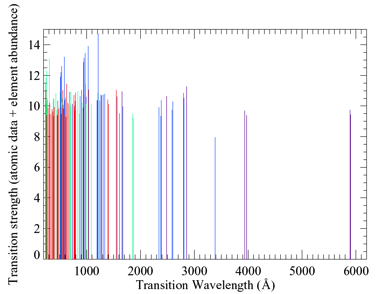 Transition strength (atomic data + element abundance)
14
12
10
8
6
4
2
0
1000 2000 3000 4000 5000 6000
Transition Wavelength (Å)